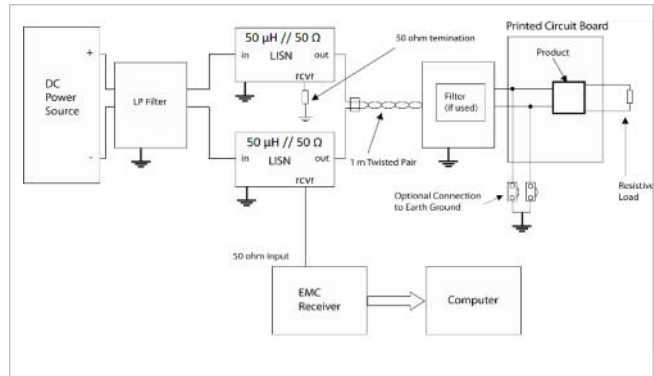 50 μH // 50 Ω
in
out
LISN
rcvr
50 ohm temination
Printed Circuit Board
Product
+
DC
Power
Source
-
LP Filter
Filter
(if used)
50 μH // 50 Ω
in
out
LISN
rcvr
1 m Twisted Pair
Optional Connection
to Earth Ground
Resistive
Load
50 ohm input
EMC
Receiver
Computer